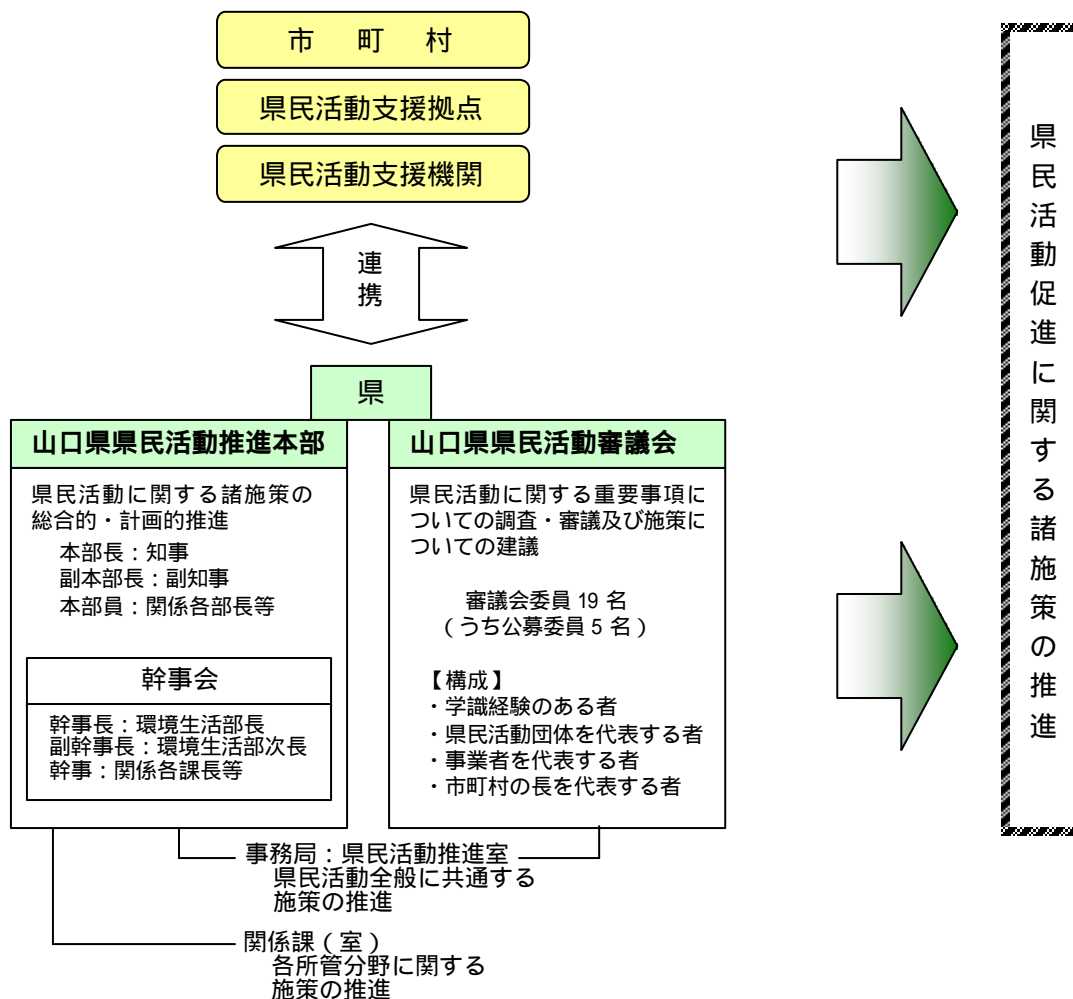 市 町 村
県民活動支援拠点
県民活動支援機関
連
携
県
山口県県民活動推進本部
県民活動に関する諸施策の
総合的・計画的推進
本部長：知事
副本部長：副知事
本部員：関係各部長等
幹事会
幹事長：環境生活部長
副幹事長：環境生活部次長
幹事：関係各課長等
山口県県民活動審議会
県民活動に関する重要事項に
ついての調査・審議及び施策に
ついての建議
審議会委員 19 名
（うち公募委員 5 名）
【構成】
・学識経験のある者
・県民活動団体を代表する者
・事業者を代表する者
・市町村の長を代表する者
事務局：県民活動推進室
県民活動全般に共通する
施策の推進
関係課（室）
各所管分野に関する
施策の推進
県民活動促進に関する諸施策の推進